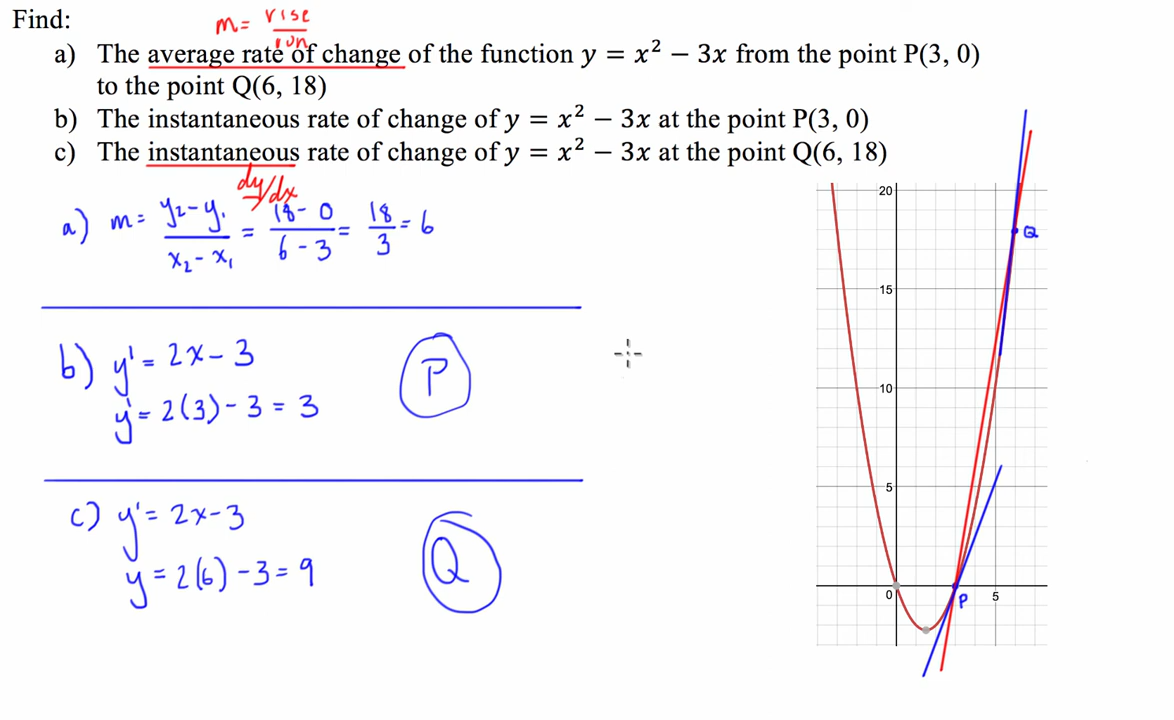 Find:
m = rise/run
a) The average rate of change of the function y = x² − 3x from the point P(3, 0)
to the point Q(6, 18)
b) The instantaneous rate of change of y = x² − 3x at the point P(3, 0)
c) The instantaneous rate of change of y = x² − 3x at the point Q(6, 18)
dy/dx
a) m = (y₂ − y₁)/(x₂ − x₁) = (18 − 0)/(6 − 3) = 18/3 = 6
b) y' = 2x − 3
y' = 2(3) − 3 = 3
P
c) y' = 2x − 3
y = 2(6) − 3 = 9
Q
20
Q
15
10
5
0
P
5